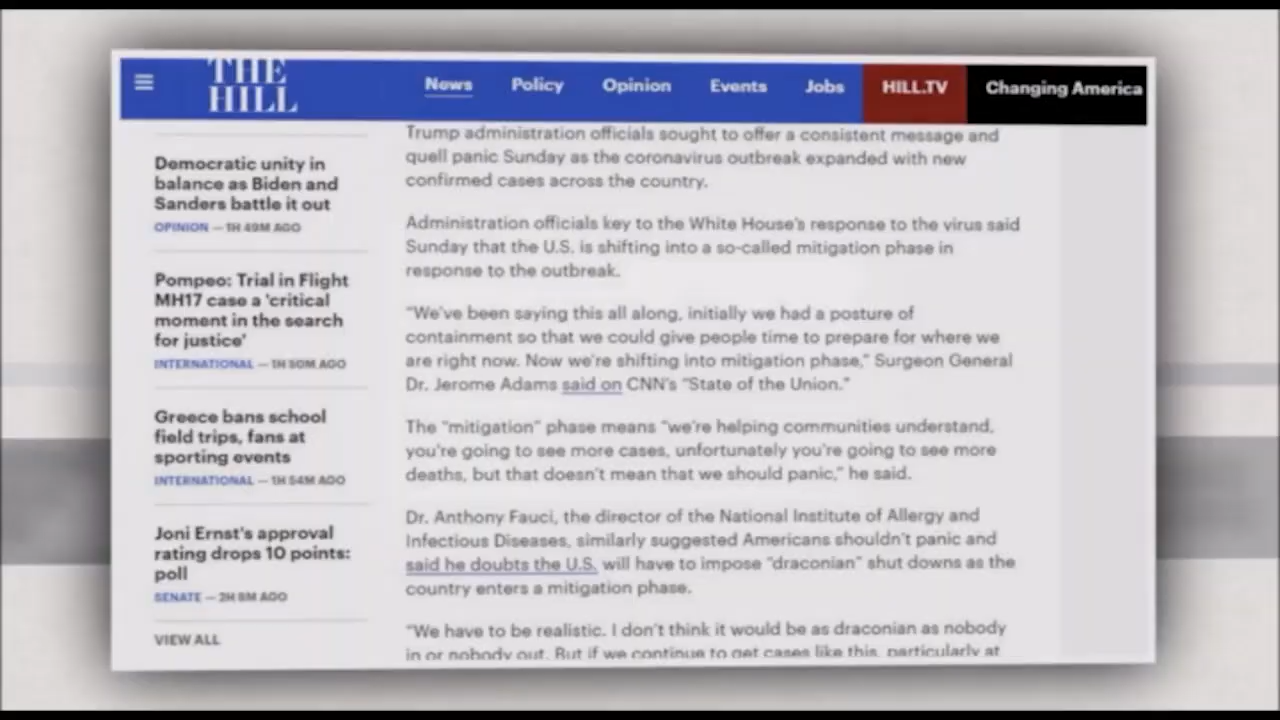 THE
HILL
News Policy Opinion Events Jobs HILL.TV Changing America
Democratic unity in
balance as Biden and
Sanders battle it out
OPINION — 1H 49M AGO
Pompeo: Trial in Flight
MH17 case a 'critical
moment in the search
for justice'
INTERNATIONAL — 1H 50M AGO
Greece bans school
field trips, fans at
sporting events
INTERNATIONAL — 1H 54M AGO
Joni Ernst's approval
rating drops 10 points:
poll
SENATE — 2H 8M AGO
VIEW ALL
Trump administration officials sought to offer a consistent message and
quell panic Sunday as the coronavirus outbreak expanded with new
confirmed cases across the country.
Administration officials key to the White House's response to the virus said
Sunday that the U.S. is shifting into a so-called mitigation phase in
response to the outbreak.
"We've been saying this all along, initially we had a posture of
containment so that we could give people time to prepare for where we
are right now. Now we're shifting into mitigation phase," Surgeon General
Dr. Jerome Adams said on CNN's "State of the Union."
The "mitigation" phase means "we're helping communities understand,
you're going to see more cases, unfortunately you're going to see more
deaths, but that doesn't mean that we should panic," he said.
Dr. Anthony Fauci, the director of the National Institute of Allergy and
Infectious Diseases, similarly suggested Americans shouldn't panic and
said he doubts the U.S. will have to impose "draconian" shut downs as the
country enters a mitigation phase.
"We have to be realistic. I don't think it would be as draconian as nobody
in or nobody out. But if we continue to get cases like this, particularly at